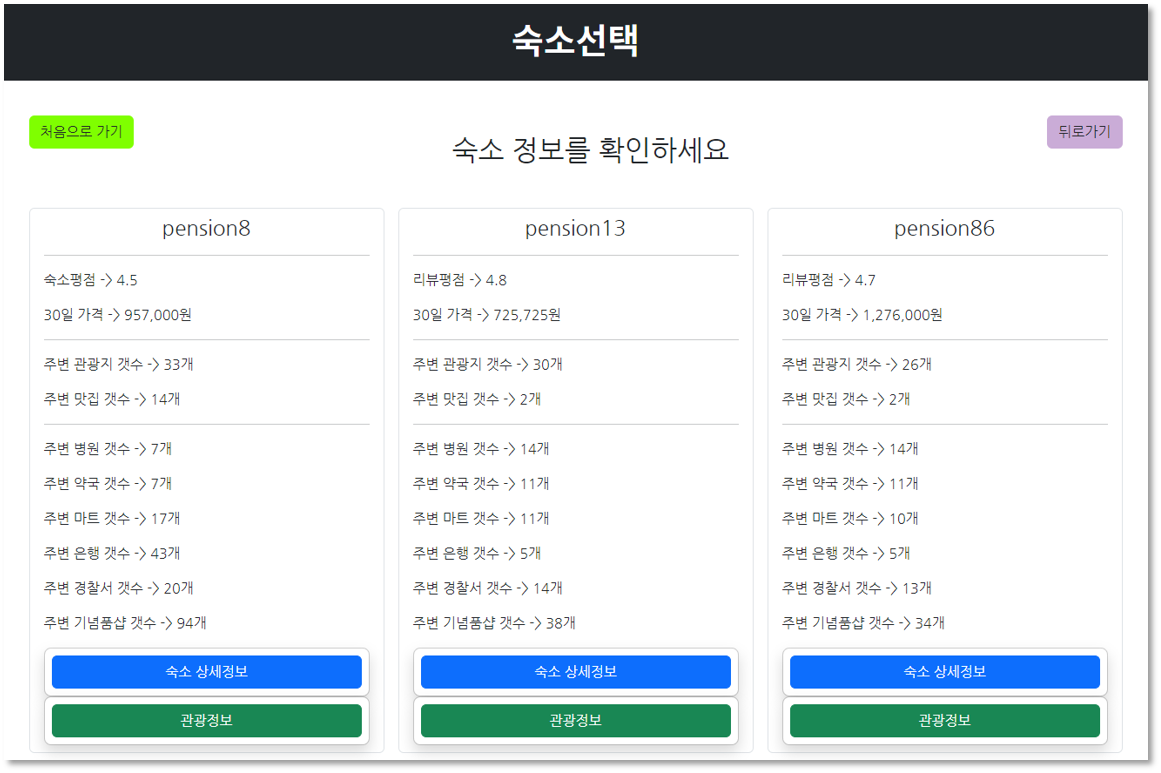 숙소선택
처음으로 가기
뒤로가기
숙소 정보를 확인하세요
pension8
숙소평점 -> 4.5
30일 가격 -> 957,000원
주변 관광지 갯수 -> 33개
주변 맛집 갯수 -> 14개
주변 병원 갯수 -> 7개
주변 약국 갯수 -> 7개
주변 마트 갯수 -> 17개
주변 은행 갯수 -> 43개
주변 경찰서 갯수 -> 20개
주변 기념품샵 갯수 -> 94개
숙소 상세정보
관광정보
pension13
리뷰평점 -> 4.8
30일 가격 -> 725,725원
주변 관광지 갯수 -> 30개
주변 맛집 갯수 -> 2개
주변 병원 갯수 -> 14개
주변 약국 갯수 -> 11개
주변 마트 갯수 -> 11개
주변 은행 갯수 -> 5개
주변 경찰서 갯수 -> 14개
주변 기념품샵 갯수 -> 38개
숙소 상세정보
관광정보
pension86
리뷰평점 -> 4.7
30일 가격 -> 1,276,000원
주변 관광지 갯수 -> 26개
주변 맛집 갯수 -> 2개
주변 병원 갯수 -> 14개
주변 약국 갯수 -> 11개
주변 마트 갯수 -> 10개
주변 은행 갯수 -> 5개
주변 경찰서 갯수 -> 13개
주변 기념품샵 갯수 -> 34개
숙소 상세정보
관광정보